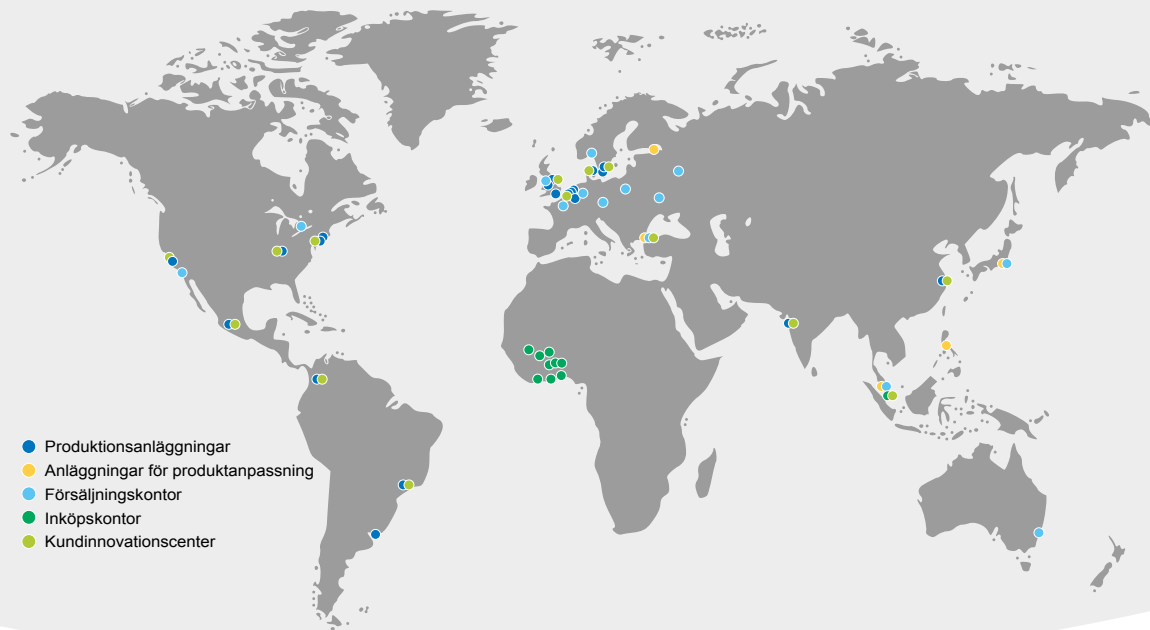 Produktionsanläggningar
Anläggningar för produktanpassning
Försäljningskontor
Inköpskontor
Kundinnovationscenter